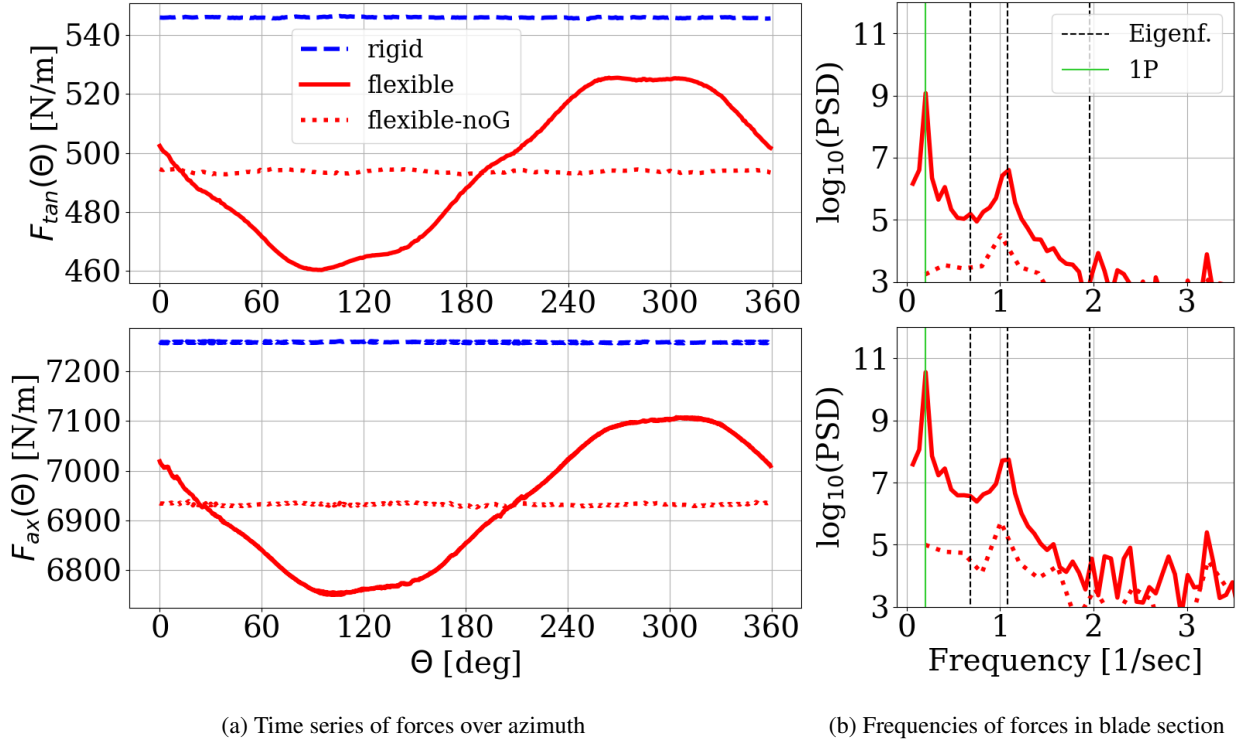 F_tan(Θ) [N/m]
540
520
500
480
460
0 60 120 180 240 300 360
rigid
flexible
flexible-noG
log10(PSD)
11
9
7
5
3
0 1 2 3
Eigenf.
1P
F_ax(Θ) [N/m]
7200
7100
7000
6900
6800
0 60 120 180 240 300 360
Θ [deg]
log10(PSD)
11
9
7
5
3
0 1 2 3
Frequency [1/sec]
(a) Time series of forces over azimuth
(b) Frequencies of forces in blade section